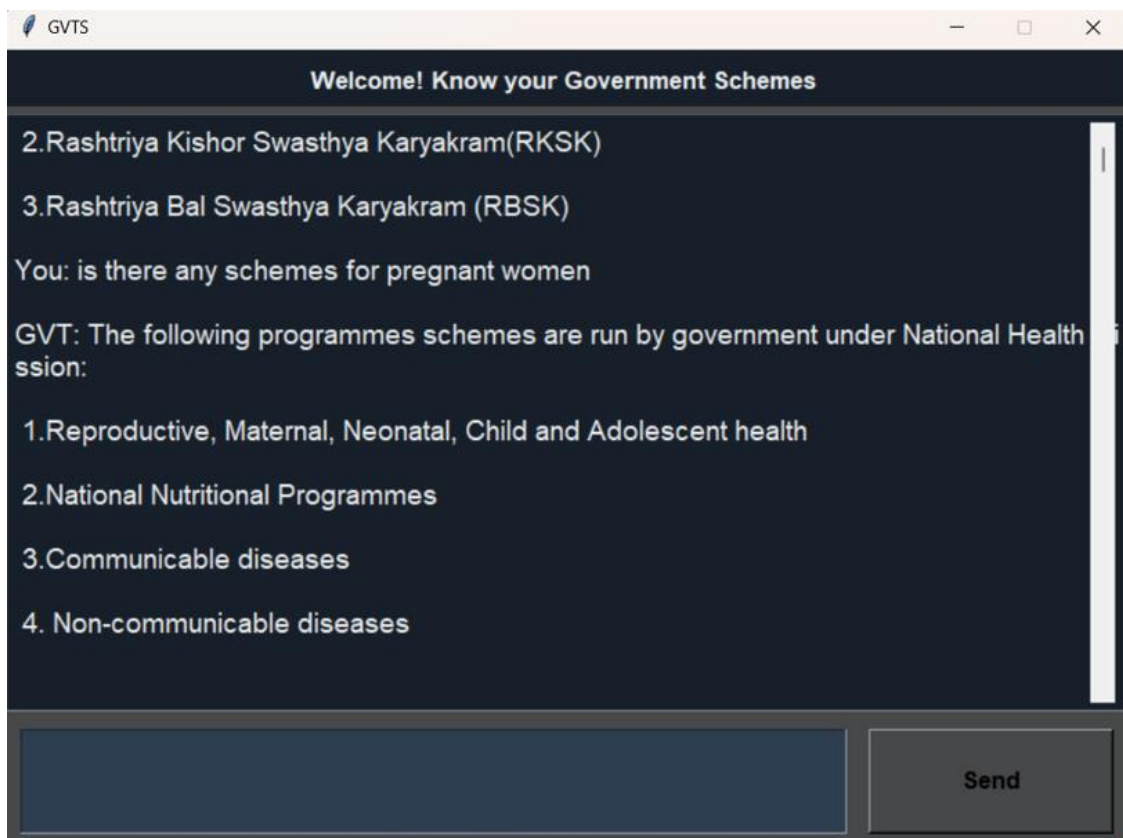 GVTS
Welcome! Know your Government Schemes
2.Rashtriya Kishor Swasthya Karyakram(RKSK)
3.Rashtriya Bal Swasthya Karyakram (RBSK)
You: is there any schemes for pregnant women
GVT: The following programmes schemes are run by government under National Health i
ssion:
1.Reproductive, Maternal, Neonatal, Child and Adolescent health
2.National Nutritional Programmes
3.Communicable diseases
4. Non-communicable diseases
Send